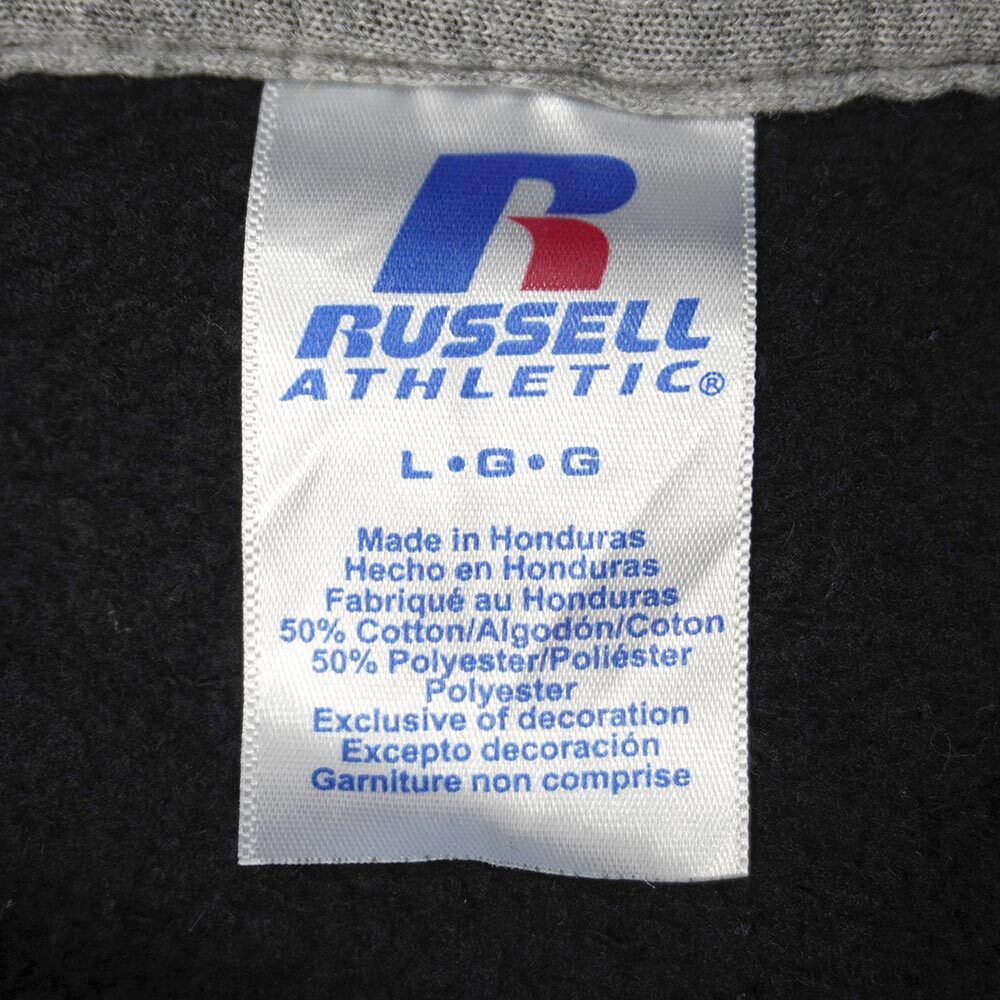 R
RUSSELL
ATHLETIC®
L•G•G
Made in Honduras
Hecho en Honduras
Fabriqué au Honduras
50% Cotton/Algodón/Coton
50% Polyester/Poliéster
Polyester
Exclusive of decoration
Excepto decoración
Garniture non comprise